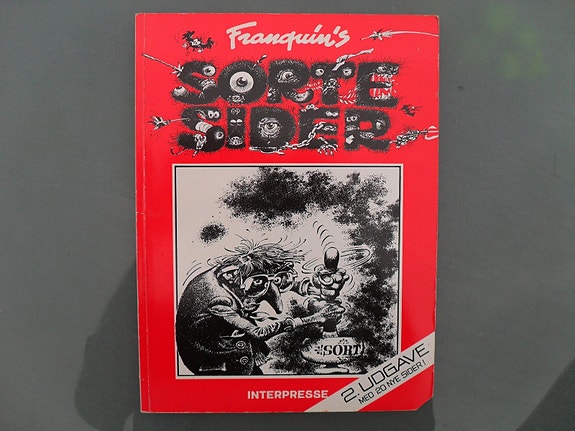 Franquin's
SORTE
SIDER
SORT
INTERPRESSE
2. UDGAVE
MED 20 NYE SIDER!